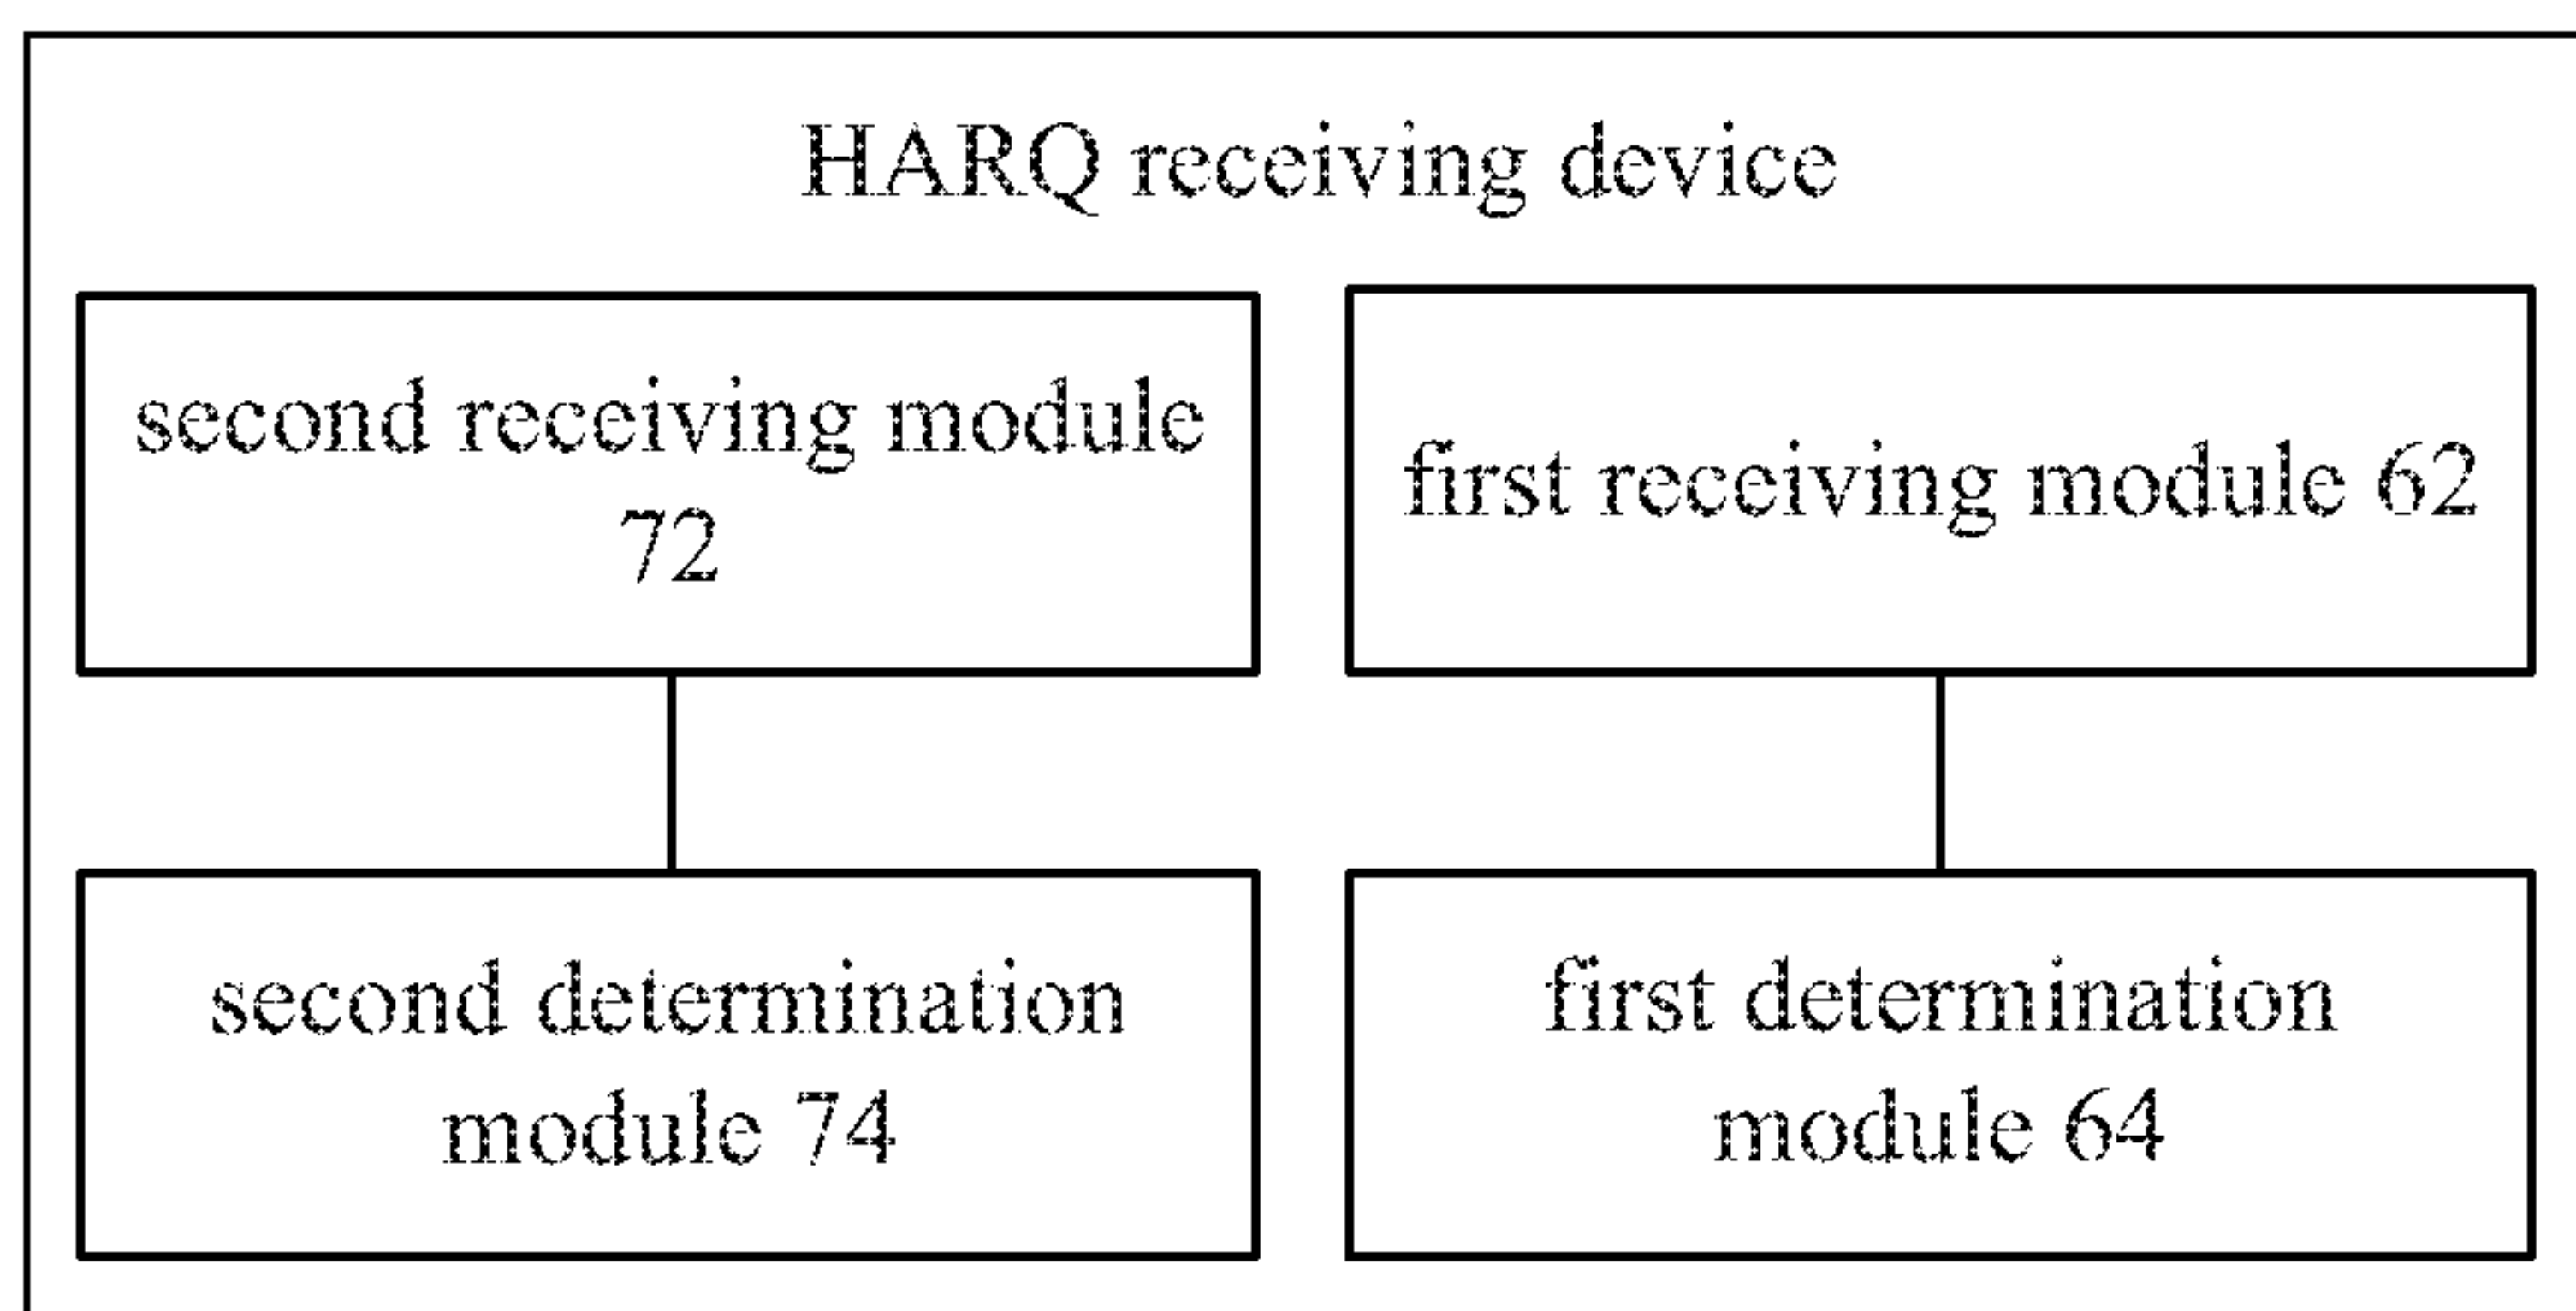 HARQ receiving device
second receiving module
72
first receiving module 62
second determination
module 74
first determination
module 64